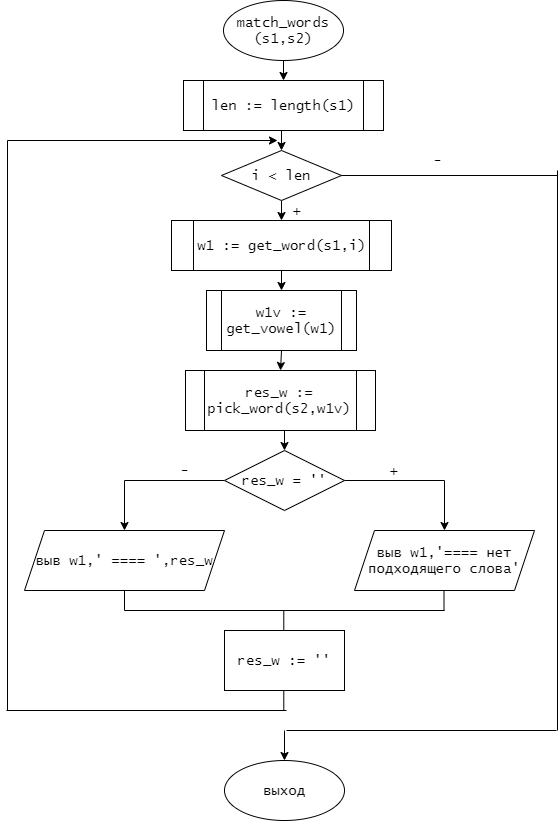 match_words
(s1,s2)
len := length(s1)
i < len
-
+
w1 := get_word(s1,i)
w1v :=
get_vowel(w1)
res_w :=
pick_word(s2,w1v)
res_w = ''
-
+
выв w1,' ==== ',res_w
выв w1,'==== нет
подходящего слова'
res_w := ''
выход